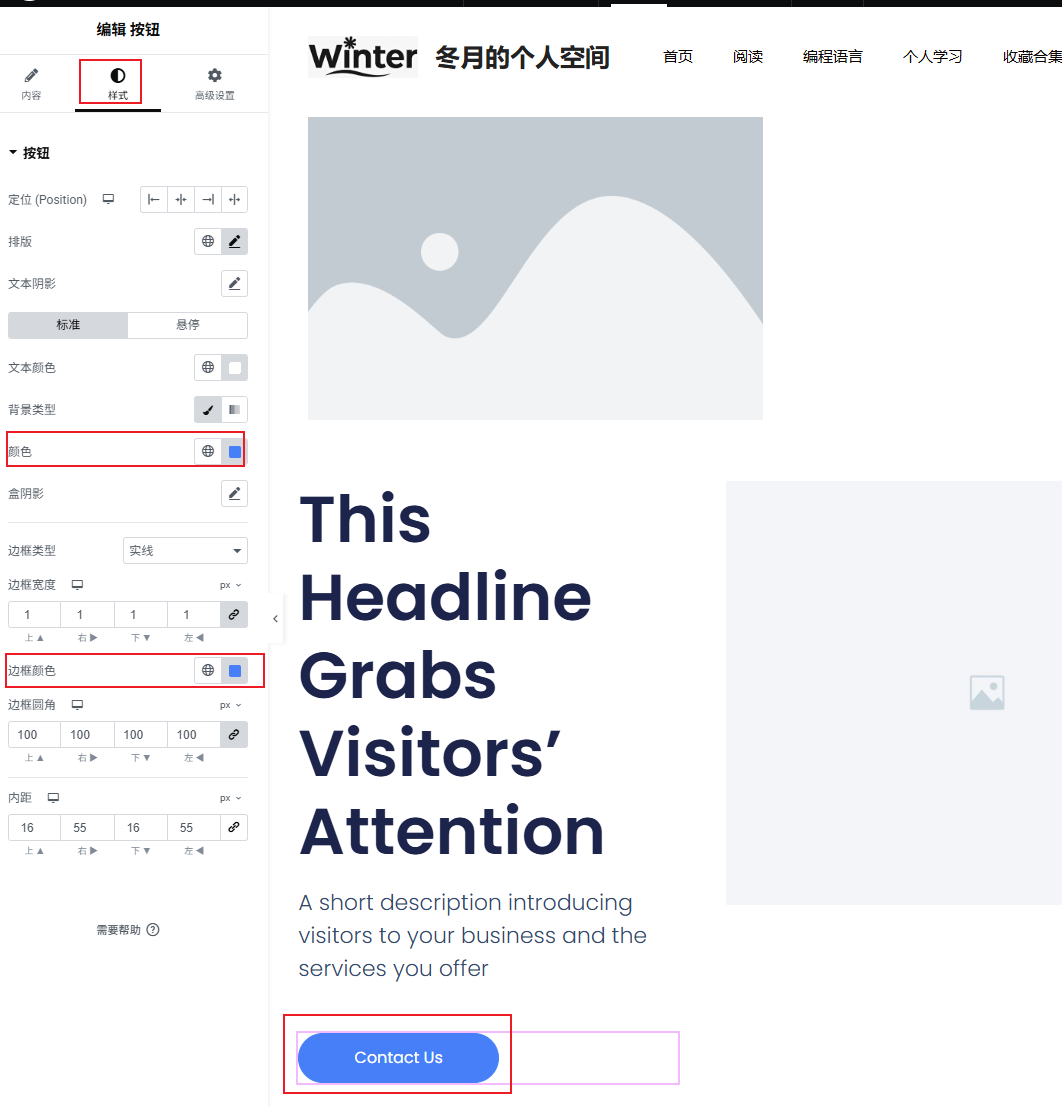 编辑 按钮
内容
样式
高级设置
按钮
定位 (Position)
排版
文本阴影
标准
悬停
文本颜色
背景类型
颜色
盒阴影
边框类型
实线
边框宽度
px
1
1
1
1
上
右
下
左
边框颜色
边框圆角
px
100
100
100
100
上
右
下
左
内距
px
16
55
16
55
上
右
下
左
需要帮助
Winter
冬月的个人空间
首页
阅读
编程语言
个人学习
收藏合集
This
Headline
Grabs
Visitors’
Attention
A short description introducing
visitors to your business and the
services you offer
Contact Us